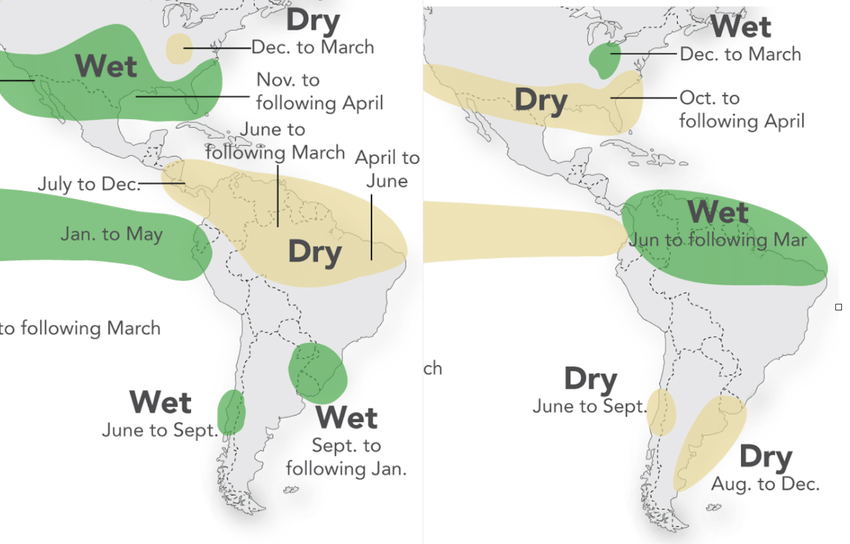 Dry
Dec. to March
Wet
Nov. to
following April
June to
following March
April to
June
July to Dec.
Jan. to May
Dry
to following March
Wet
June to Sept.
Wet
Sept. to
following Jan.
Wet
Dec. to March
Dry
Oct. to
following April
Wet
Jun to following Mar
ch
Dry
June to Sept.
Dry
Aug. to Dec.